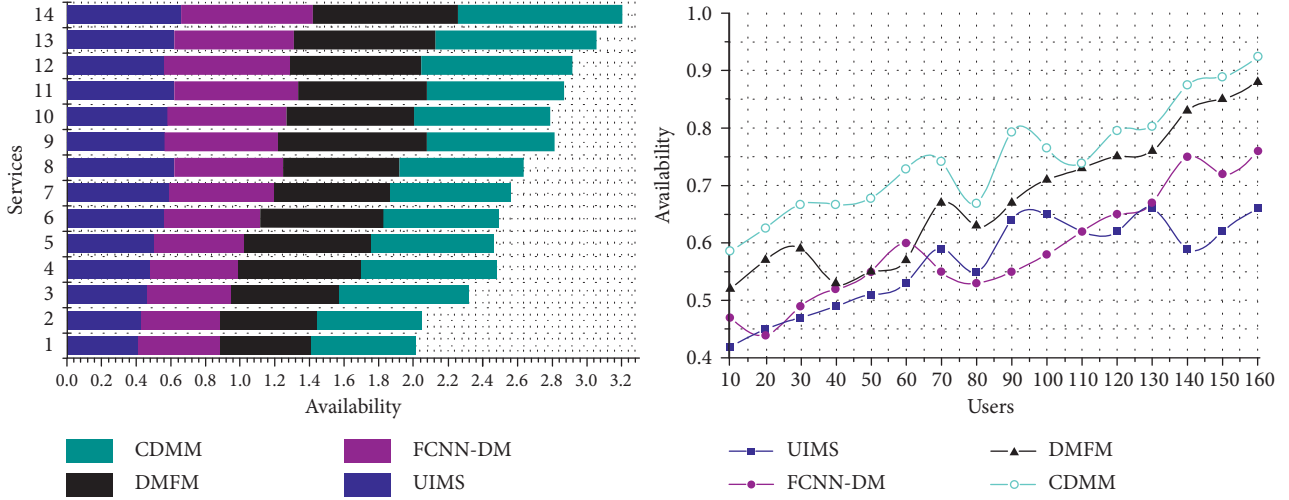 14
13
12
11
10
9
8
7
6
5
4
3
2
1
Services
0.0 0.2 0.4 0.6 0.8 1.0 1.2 1.4 1.6 1.8 2.0 2.2 2.4 2.6 2.8 3.0 3.2
Availability
CDMM FCNN-DM
DMFM UIMS
1.0
0.9
0.8
0.7
0.6
0.5
0.4
Availability
10 20 30 40 50 60 70 80 90 100 110 120 130 140 150 160
Users
UIMS DMFM
FCNN-DM CDMM